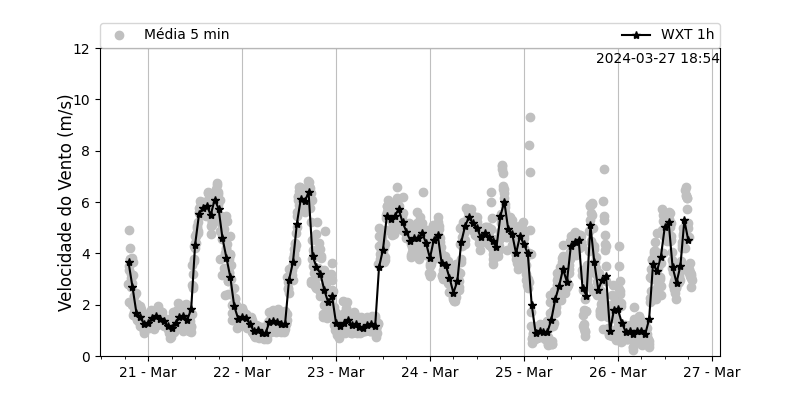 Média 5 min
WXT 1h
2024-03-27 18:54
Velocidade do Vento (m/s)
12
10
8
6
4
2
0
21 - Mar
22 - Mar
23 - Mar
24 - Mar
25 - Mar
26 - Mar
27 - Mar